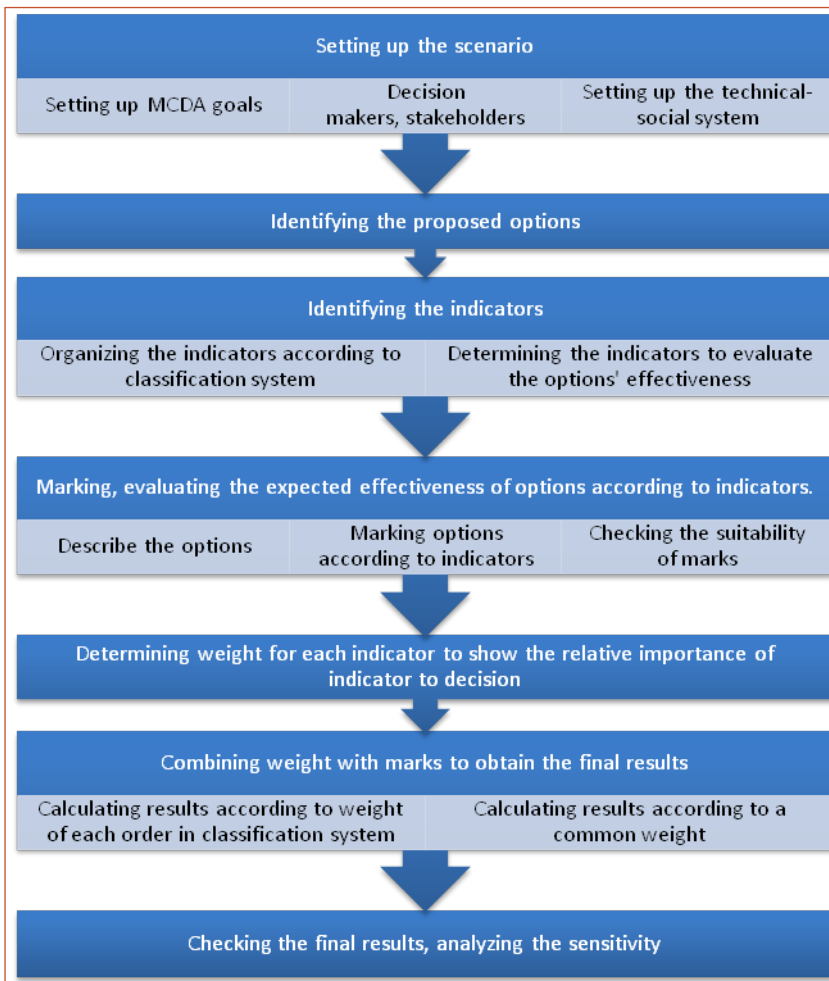 Setting up the scenario
Setting up MCDA goals
Decision
makers, stakeholders
Setting up the technical-
social system
Identifying the proposed options
Identifying the indicators
Organizing the indicators according to
classification system
Determining the indicators to evaluate
the options' effectiveness
Marking, evaluating the expected effectiveness of options according to indicators.
Describe the options
Marking options
according to indicators
Checking the suitability
of marks
Determining weight for each indicator to show the relative importance of
indicator to decision
Combining weight with marks to obtain the final results
Calculating results according to weight
of each order in classification system
Calculating results according to a
common weight
Checking the final results, analyzing the sensitivity